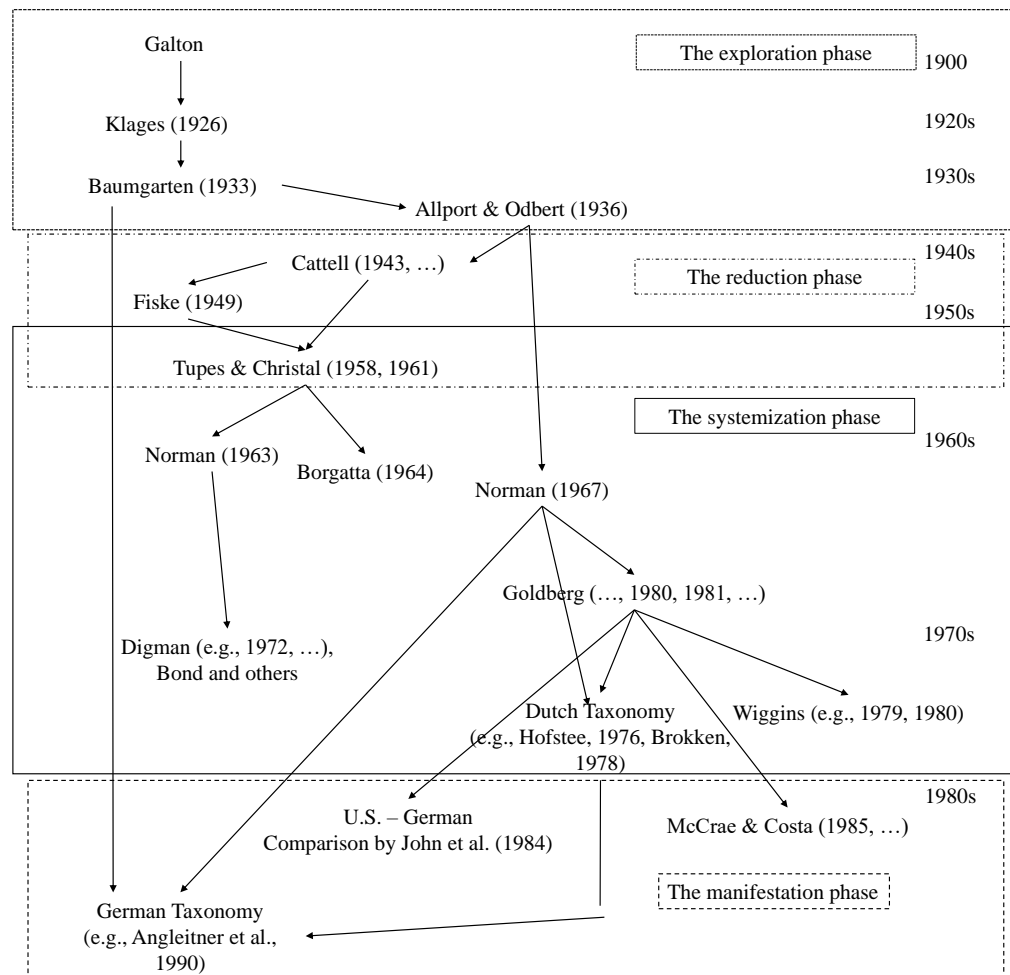 Galton
The exploration phase
1900
Klages (1926)
1920s
Baumgarten (1933)
1930s
Allport & Odbert (1936)
Cattell (1943, …)
1940s
The reduction phase
Fiske (1949)
1950s
Tupes & Christal (1958, 1961)
The systemization phase
1960s
Norman (1963)
Borgatta (1964)
Norman (1967)
Goldberg (…, 1980, 1981, …)
1970s
Digman (e.g., 1972, …),
Bond and others
Dutch Taxonomy
(e.g., Hofstee, 1976, Brokken,
1978)
Wiggins (e.g., 1979, 1980)
1980s
U.S. – German
Comparison by John et al. (1984)
McCrae & Costa (1985, …)
The manifestation phase
German Taxonomy
(e.g., Angleitner et al.,
1990)